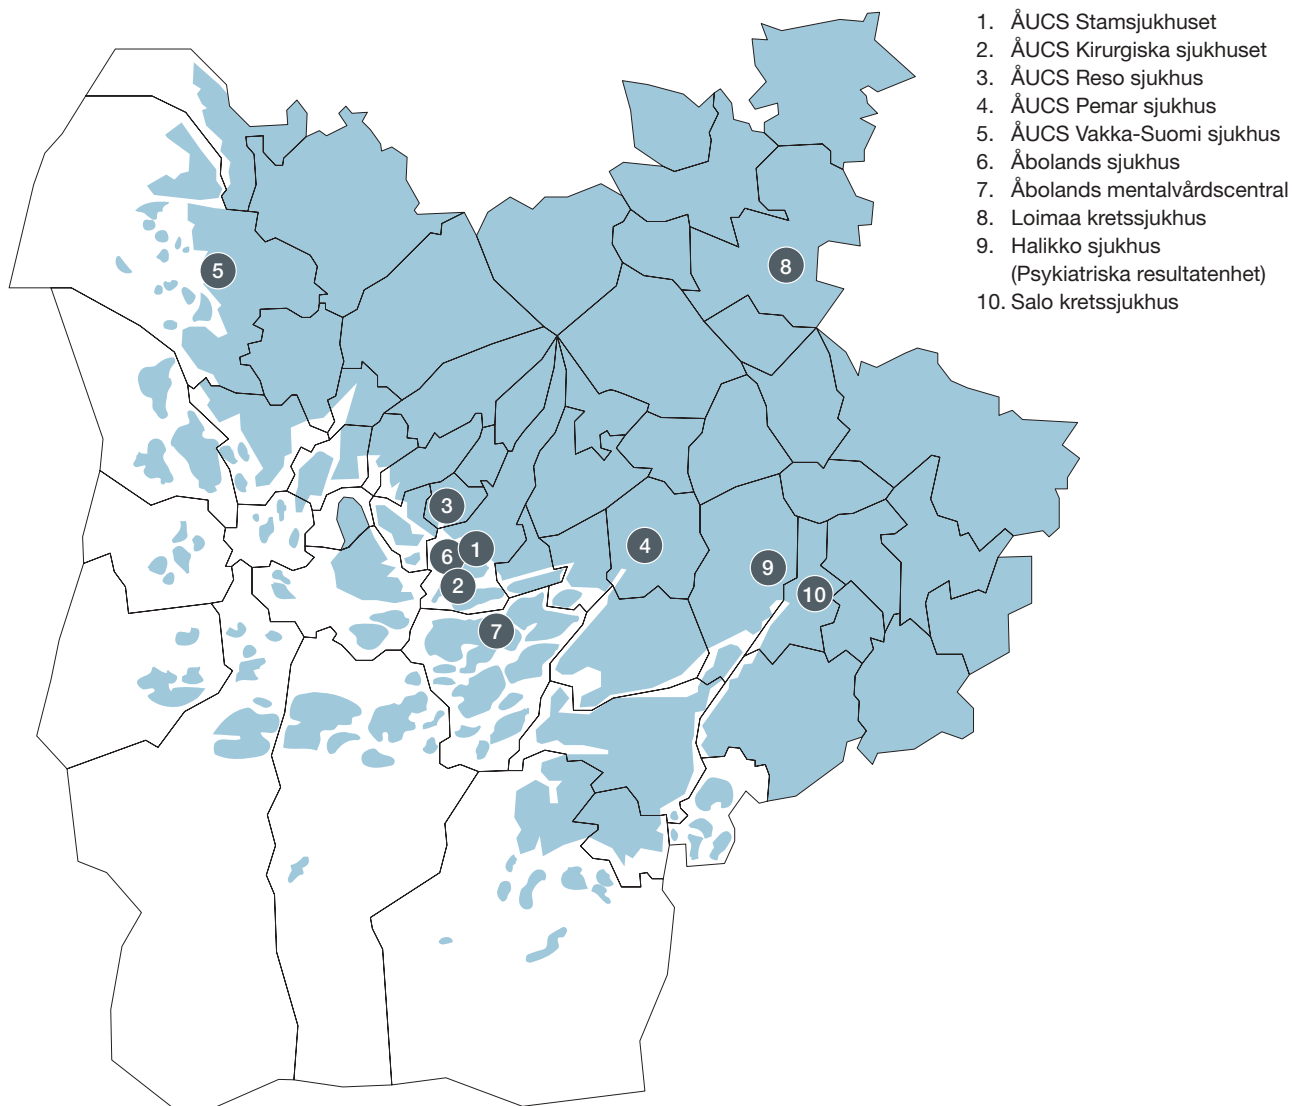 1. ÅUCS Stamsjukhuset
2. ÅUCS Kirurgiska sjukhuset
3. ÅUCS Reso sjukhus
4. ÅUCS Pemar sjukhus
5. ÅUCS Vakka-Suomi sjukhus
6. Åbolands sjukhus
7. Åbolands mentalvårdscentral
8. Loimaa kretssjukhus
9. Halikko sjukhus
(Psykiatriska resultatenhet)
10. Salo kretssjukhus
5
8
3
4
6
1
9
2
10
7